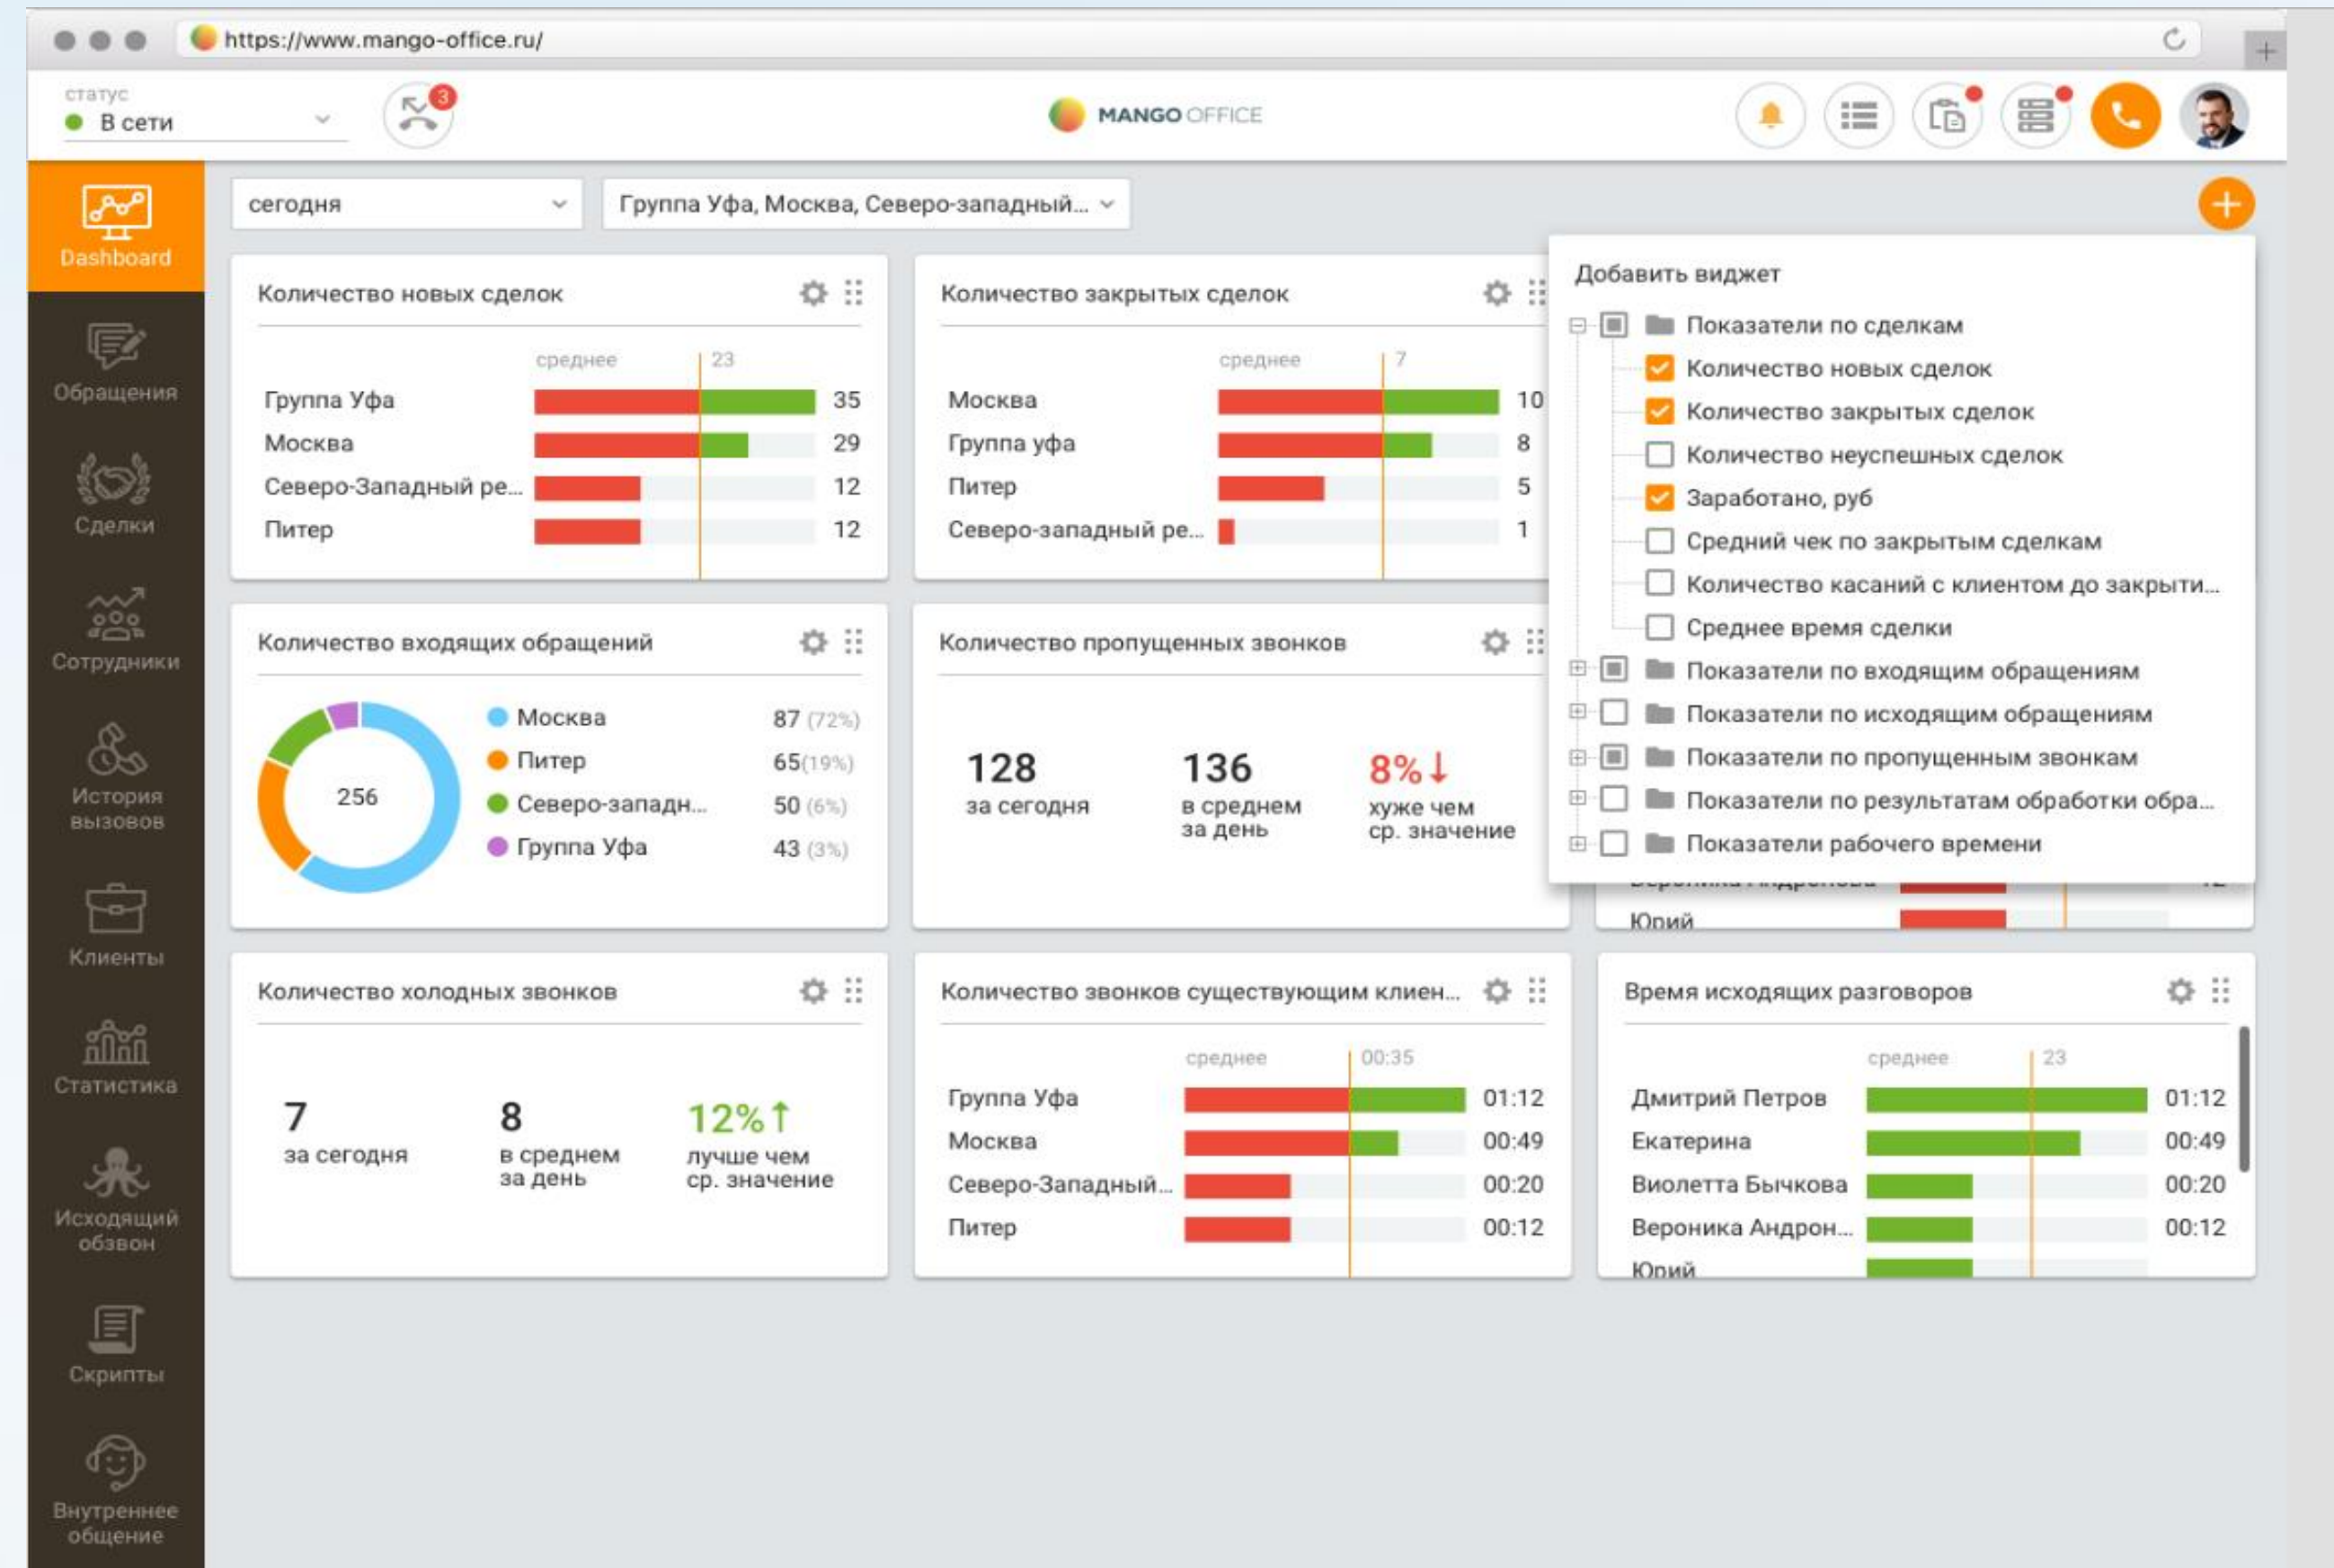 https://www.mango-office.ru/
статус
В сети
3
MANGO OFFICE
Dashboard
Обращения
Сделки
Сотрудники
История
вызовов
Клиенты
Статистика
Исходящий
обзвон
Скрипты
Внутреннее
общение
сегодня
Группа Уфа, Москва, Северо-западный...
Количество новых сделок
среднее 23
Группа Уфа 35
Москва 29
Северо-Западный ре... 12
Питер 12
Количество закрытых сделок
среднее 7
Москва 10
Группа уфа 8
Питер 5
Северо-западный ре... 1
Добавить виджет
Показатели по сделкам
Количество новых сделок
Количество закрытых сделок
Количество неуспешных сделок
Заработано, руб
Средний чек по закрытым сделкам
Количество касаний с клиентом до закрыти...
Среднее время сделки
Показатели по входящим обращениям
Показатели по исходящим обращениям
Показатели по пропущенным звонкам
Показатели по результатам обработки обра...
Показатели рабочего времени
Количество входящих обращений
256
Москва 87 (72%)
Питер 65(19%)
Северо-западн... 50 (6%)
Группа Уфа 43 (3%)
Количество пропущенных звонков
128
за сегодня
136
в среднем
за день
8%↓
хуже чем
ср. значение
Юрий
Количество холодных звонков
7
за сегодня
8
в среднем
за день
12%↑
лучше чем
ср. значение
Количество звонков существующим клиен...
среднее 00:35
Группа Уфа 01:12
Москва 00:49
Северо-Западный... 00:20
Питер 00:12
Время исходящих разговоров
среднее 23
Дмитрий Петров 01:12
Екатерина 00:49
Виолетта Бычкова 00:20
Вероника Андрон... 00:12
Юрий